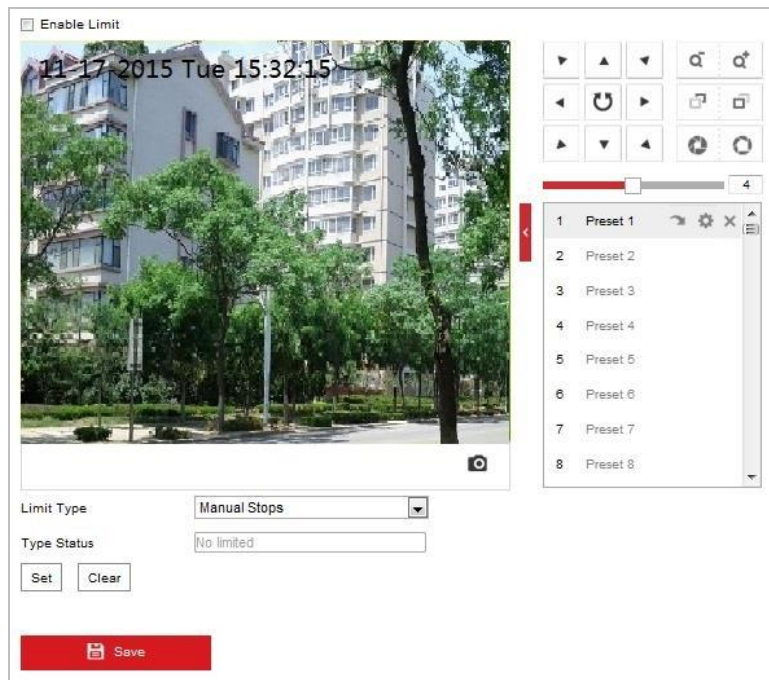 Enable Limit
11-17-2015 Tue 15:32:15
4
1 Preset 1
2 Preset 2
3 Preset 3
4 Preset 4
5 Preset 5
6 Preset 6
7 Preset 7
8 Preset 8
Limit Type Manual Stops
Type Status No limited
Set Clear
Save